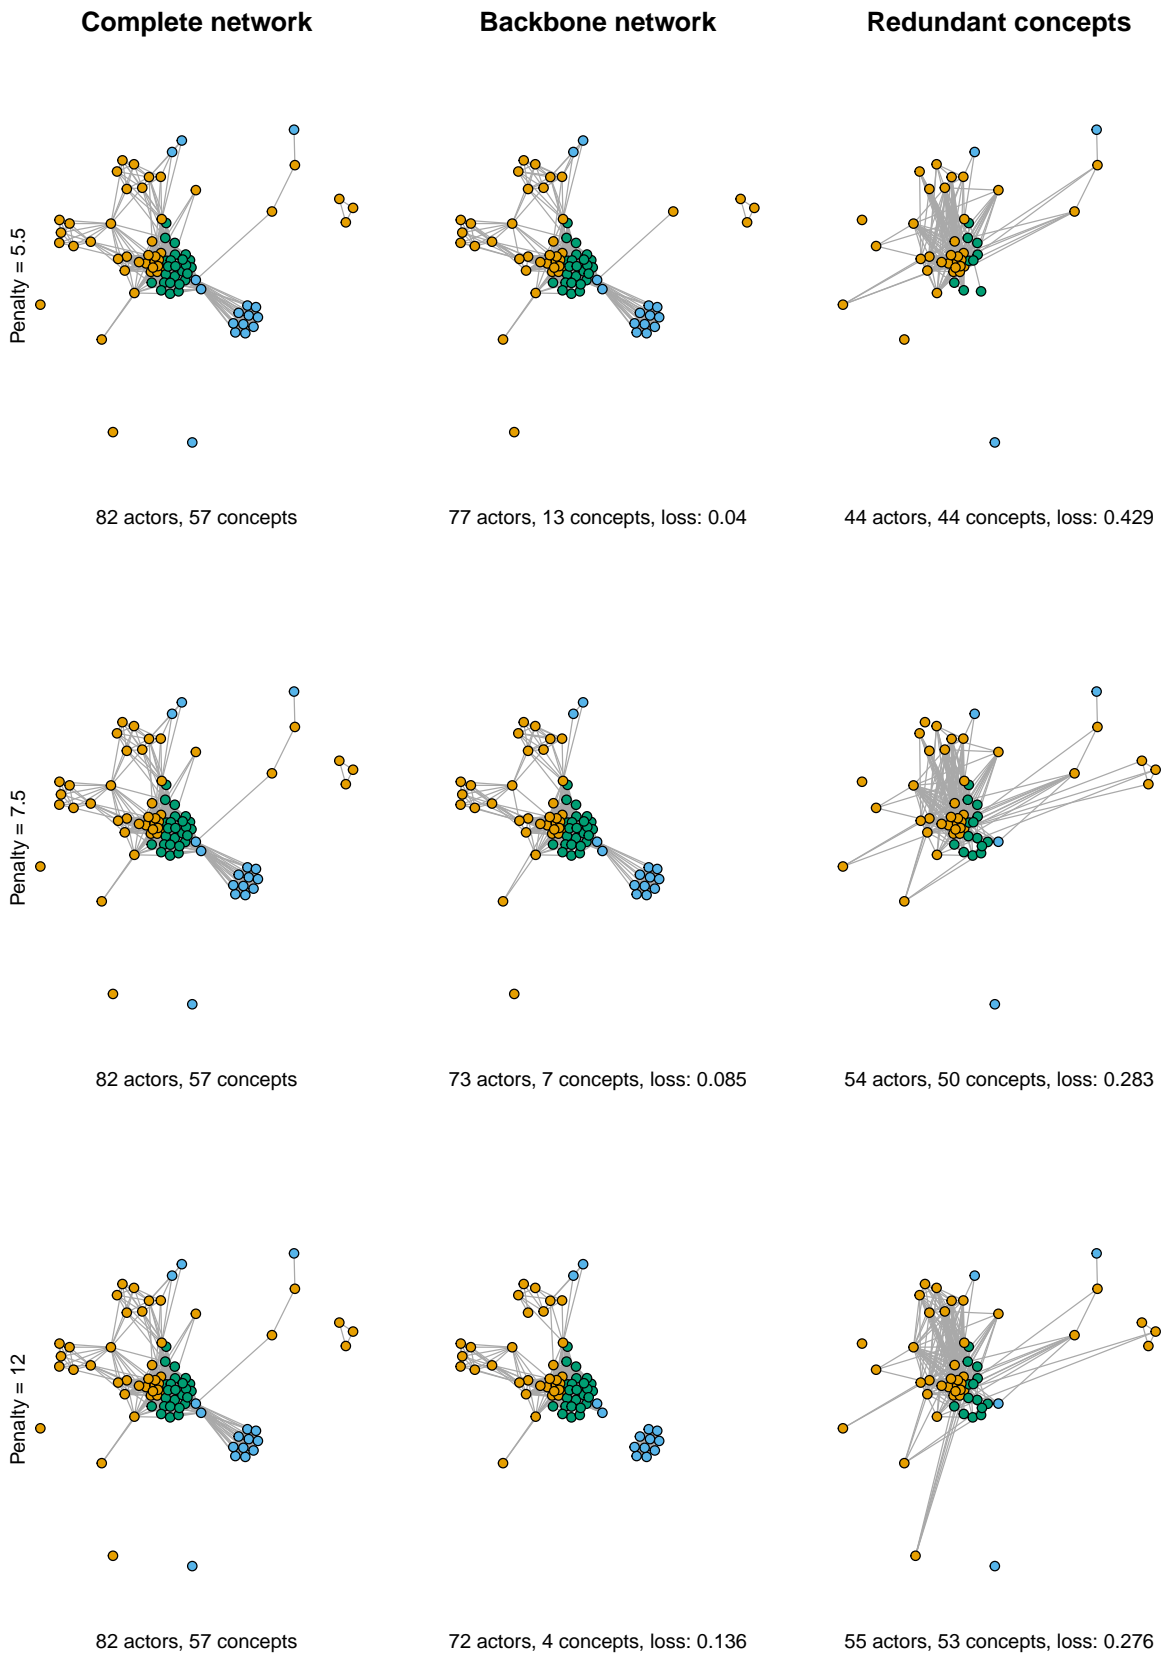 Complete network
Backbone network
Redundant concepts
Penalty = 5.5
82 actors, 57 concepts
77 actors, 13 concepts, loss: 0.04
44 actors, 44 concepts, loss: 0.429
Penalty = 7.5
82 actors, 57 concepts
73 actors, 7 concepts, loss: 0.085
54 actors, 50 concepts, loss: 0.283
Penalty = 12
82 actors, 57 concepts
72 actors, 4 concepts, loss: 0.136
55 actors, 53 concepts, loss: 0.276